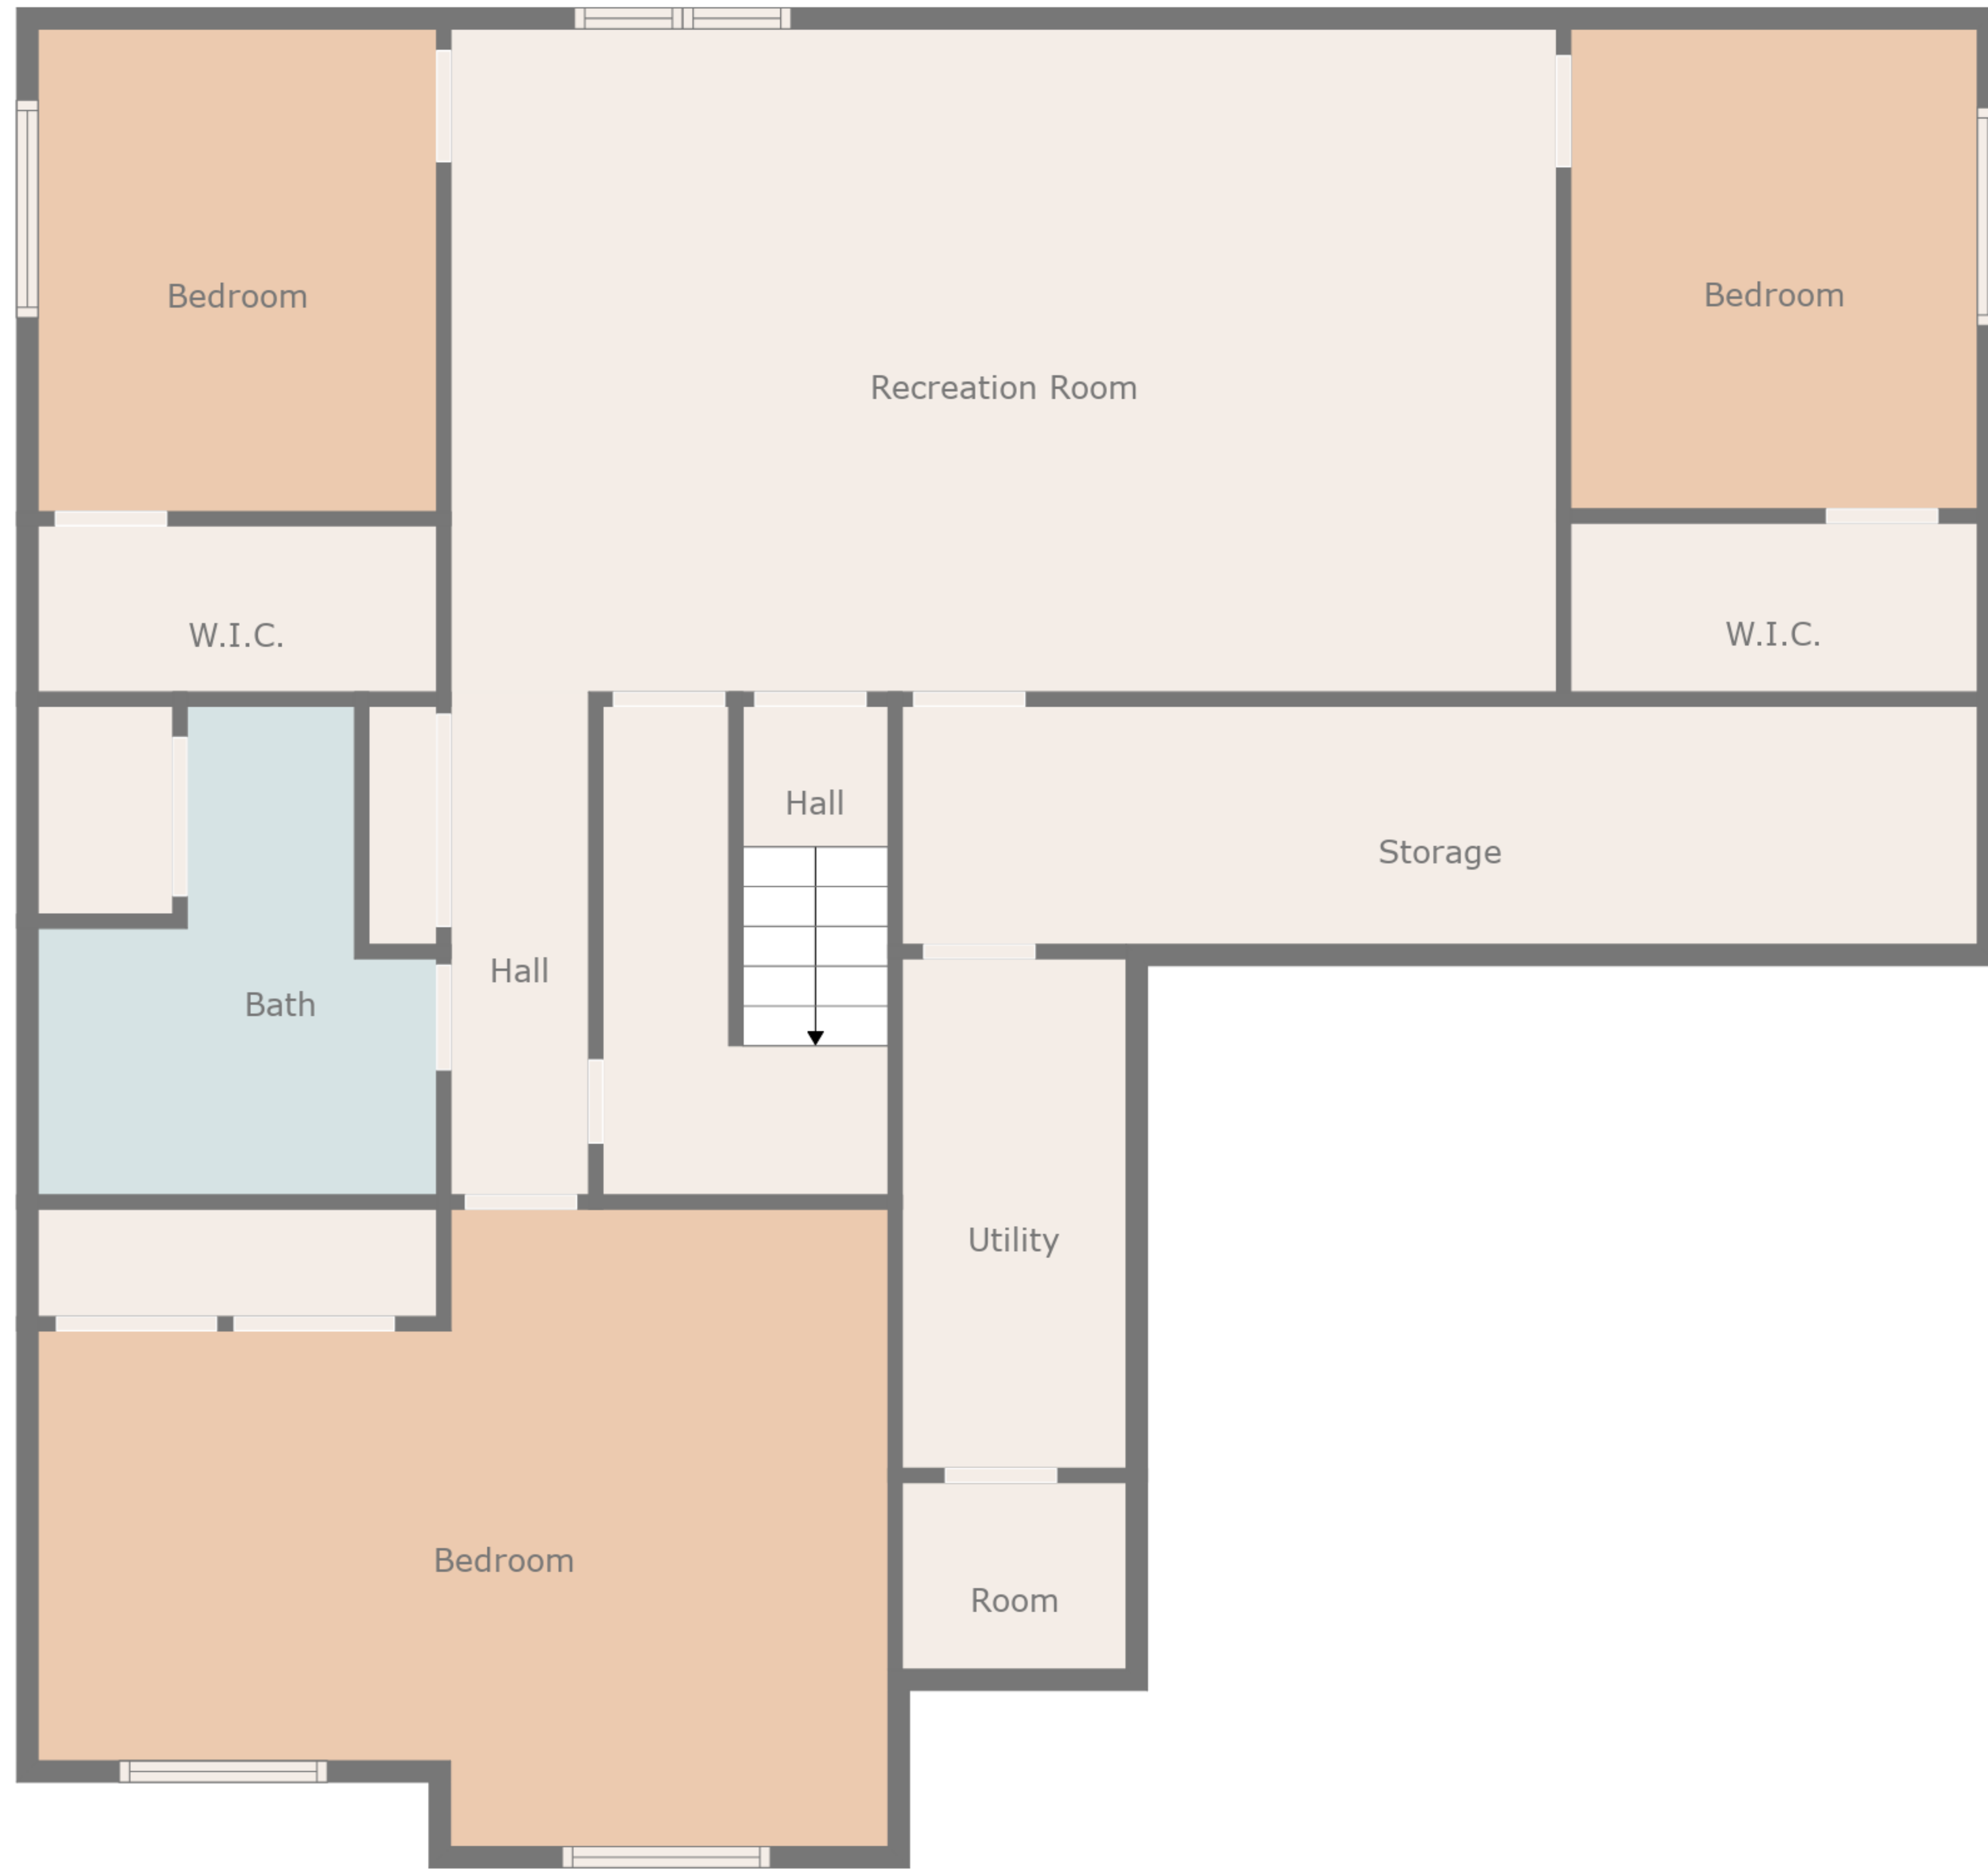 Bedroom
Bedroom
Recreation Room
W.I.C.
W.I.C.
Hall
Storage
Hall
Bath
Utility
Bedroom
Room